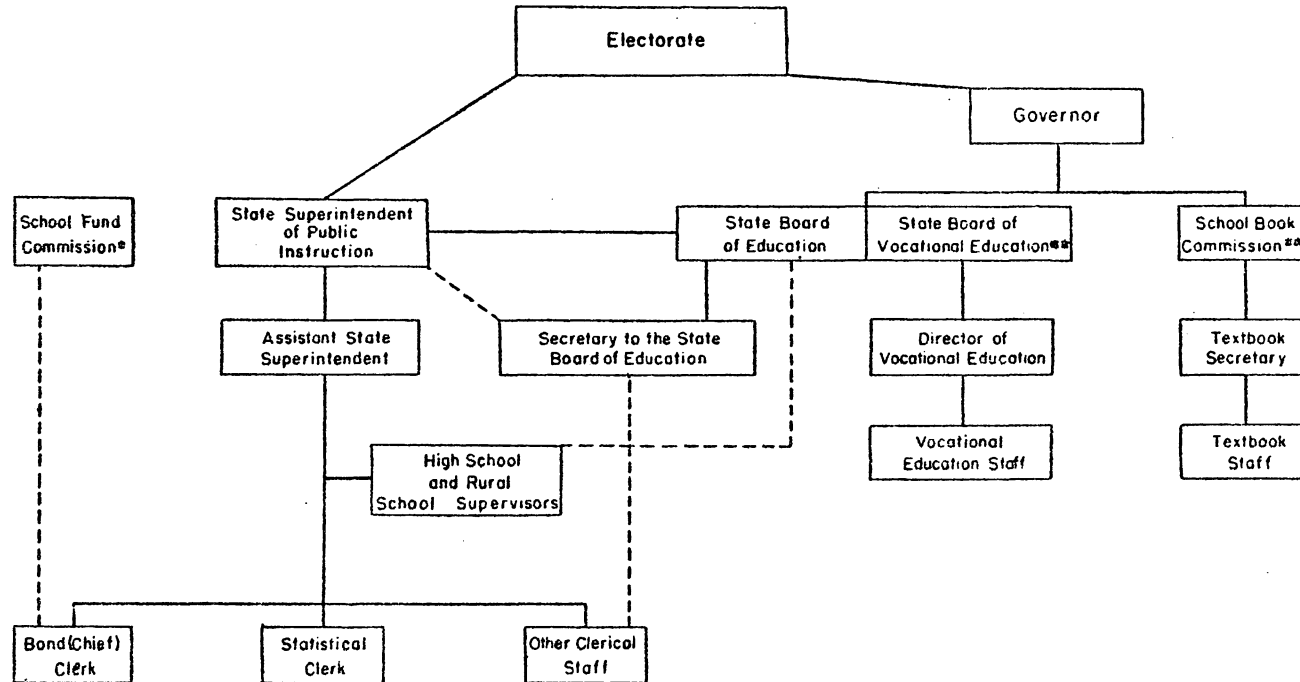 Electorate
Governor
School Fund
Commission*
State Superintendent
of Public
Instruction
State Board
of Education
State Board of
Vocational Education**
School Book
Commission**
Assistant State
Superintendent
Secretary to the State
Board of Education
Director of
Vocational Education
Textbook
Secretary
High School
and Rural
School Supervisors
Vocational
Education Staff
Textbook
Staff
Bond (Chief)
Clerk
Statistical
Clerk
Other Clerical
Staff